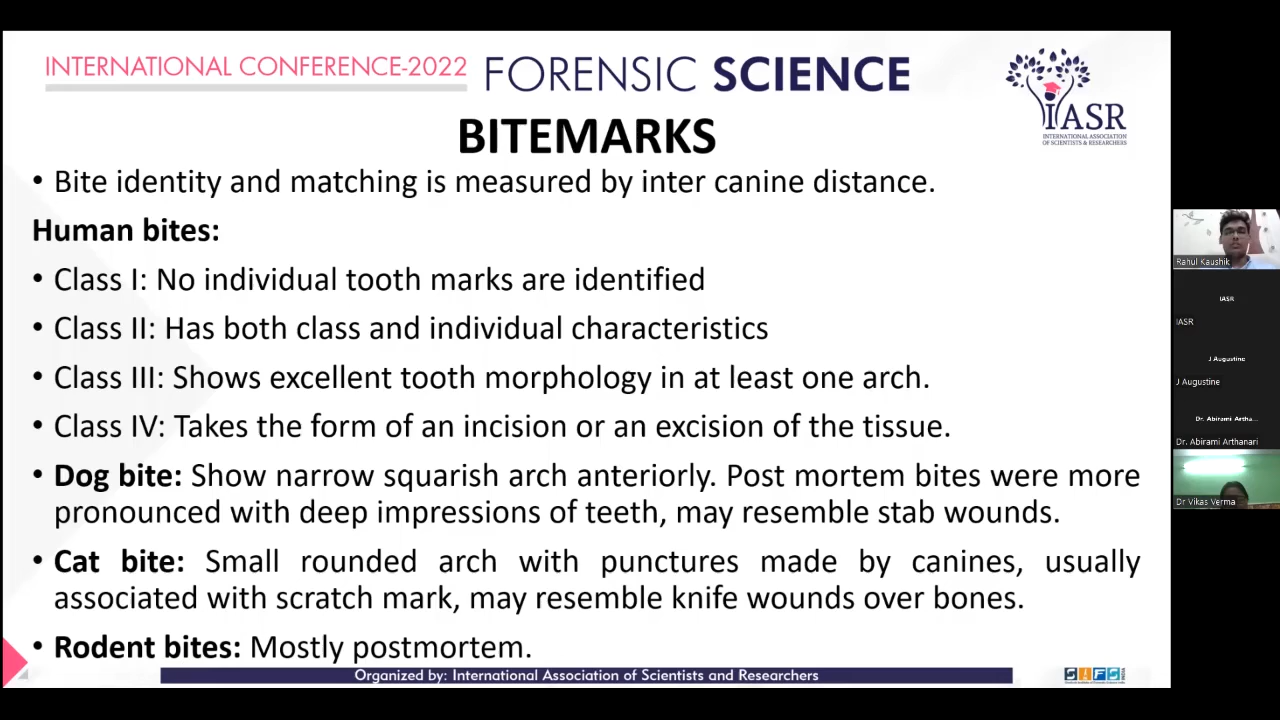 INTERNATIONAL CONFERENCE-2022 FORENSIC SCIENCE
IASR
INTERNATIONAL ASSOCIATION
OF SCIENTISTS & RESEARCHERS
BITEMARKS
• Bite identity and matching is measured by inter canine distance.
Human bites:
• Class I: No individual tooth marks are identified
• Class II: Has both class and individual characteristics
• Class III: Shows excellent tooth morphology in at least one arch.
• Class IV: Takes the form of an incision or an excision of the tissue.
• Dog bite: Show narrow squarish arch anteriorly. Post mortem bites were more
pronounced with deep impressions of teeth, may resemble stab wounds.
• Cat bite: Small rounded arch with punctures made by canines, usually
associated with scratch mark, may resemble knife wounds over bones.
• Rodent bites: Mostly postmortem.
Organized by: International Association of Scientists and Researchers
SIFS
INDIA
Rahul Kaushik
IASR
IASR
J Augustine
J Augustine
Dr. Abirami Artha...
Dr. Abirami Arthanari
Dr Vikas Verma